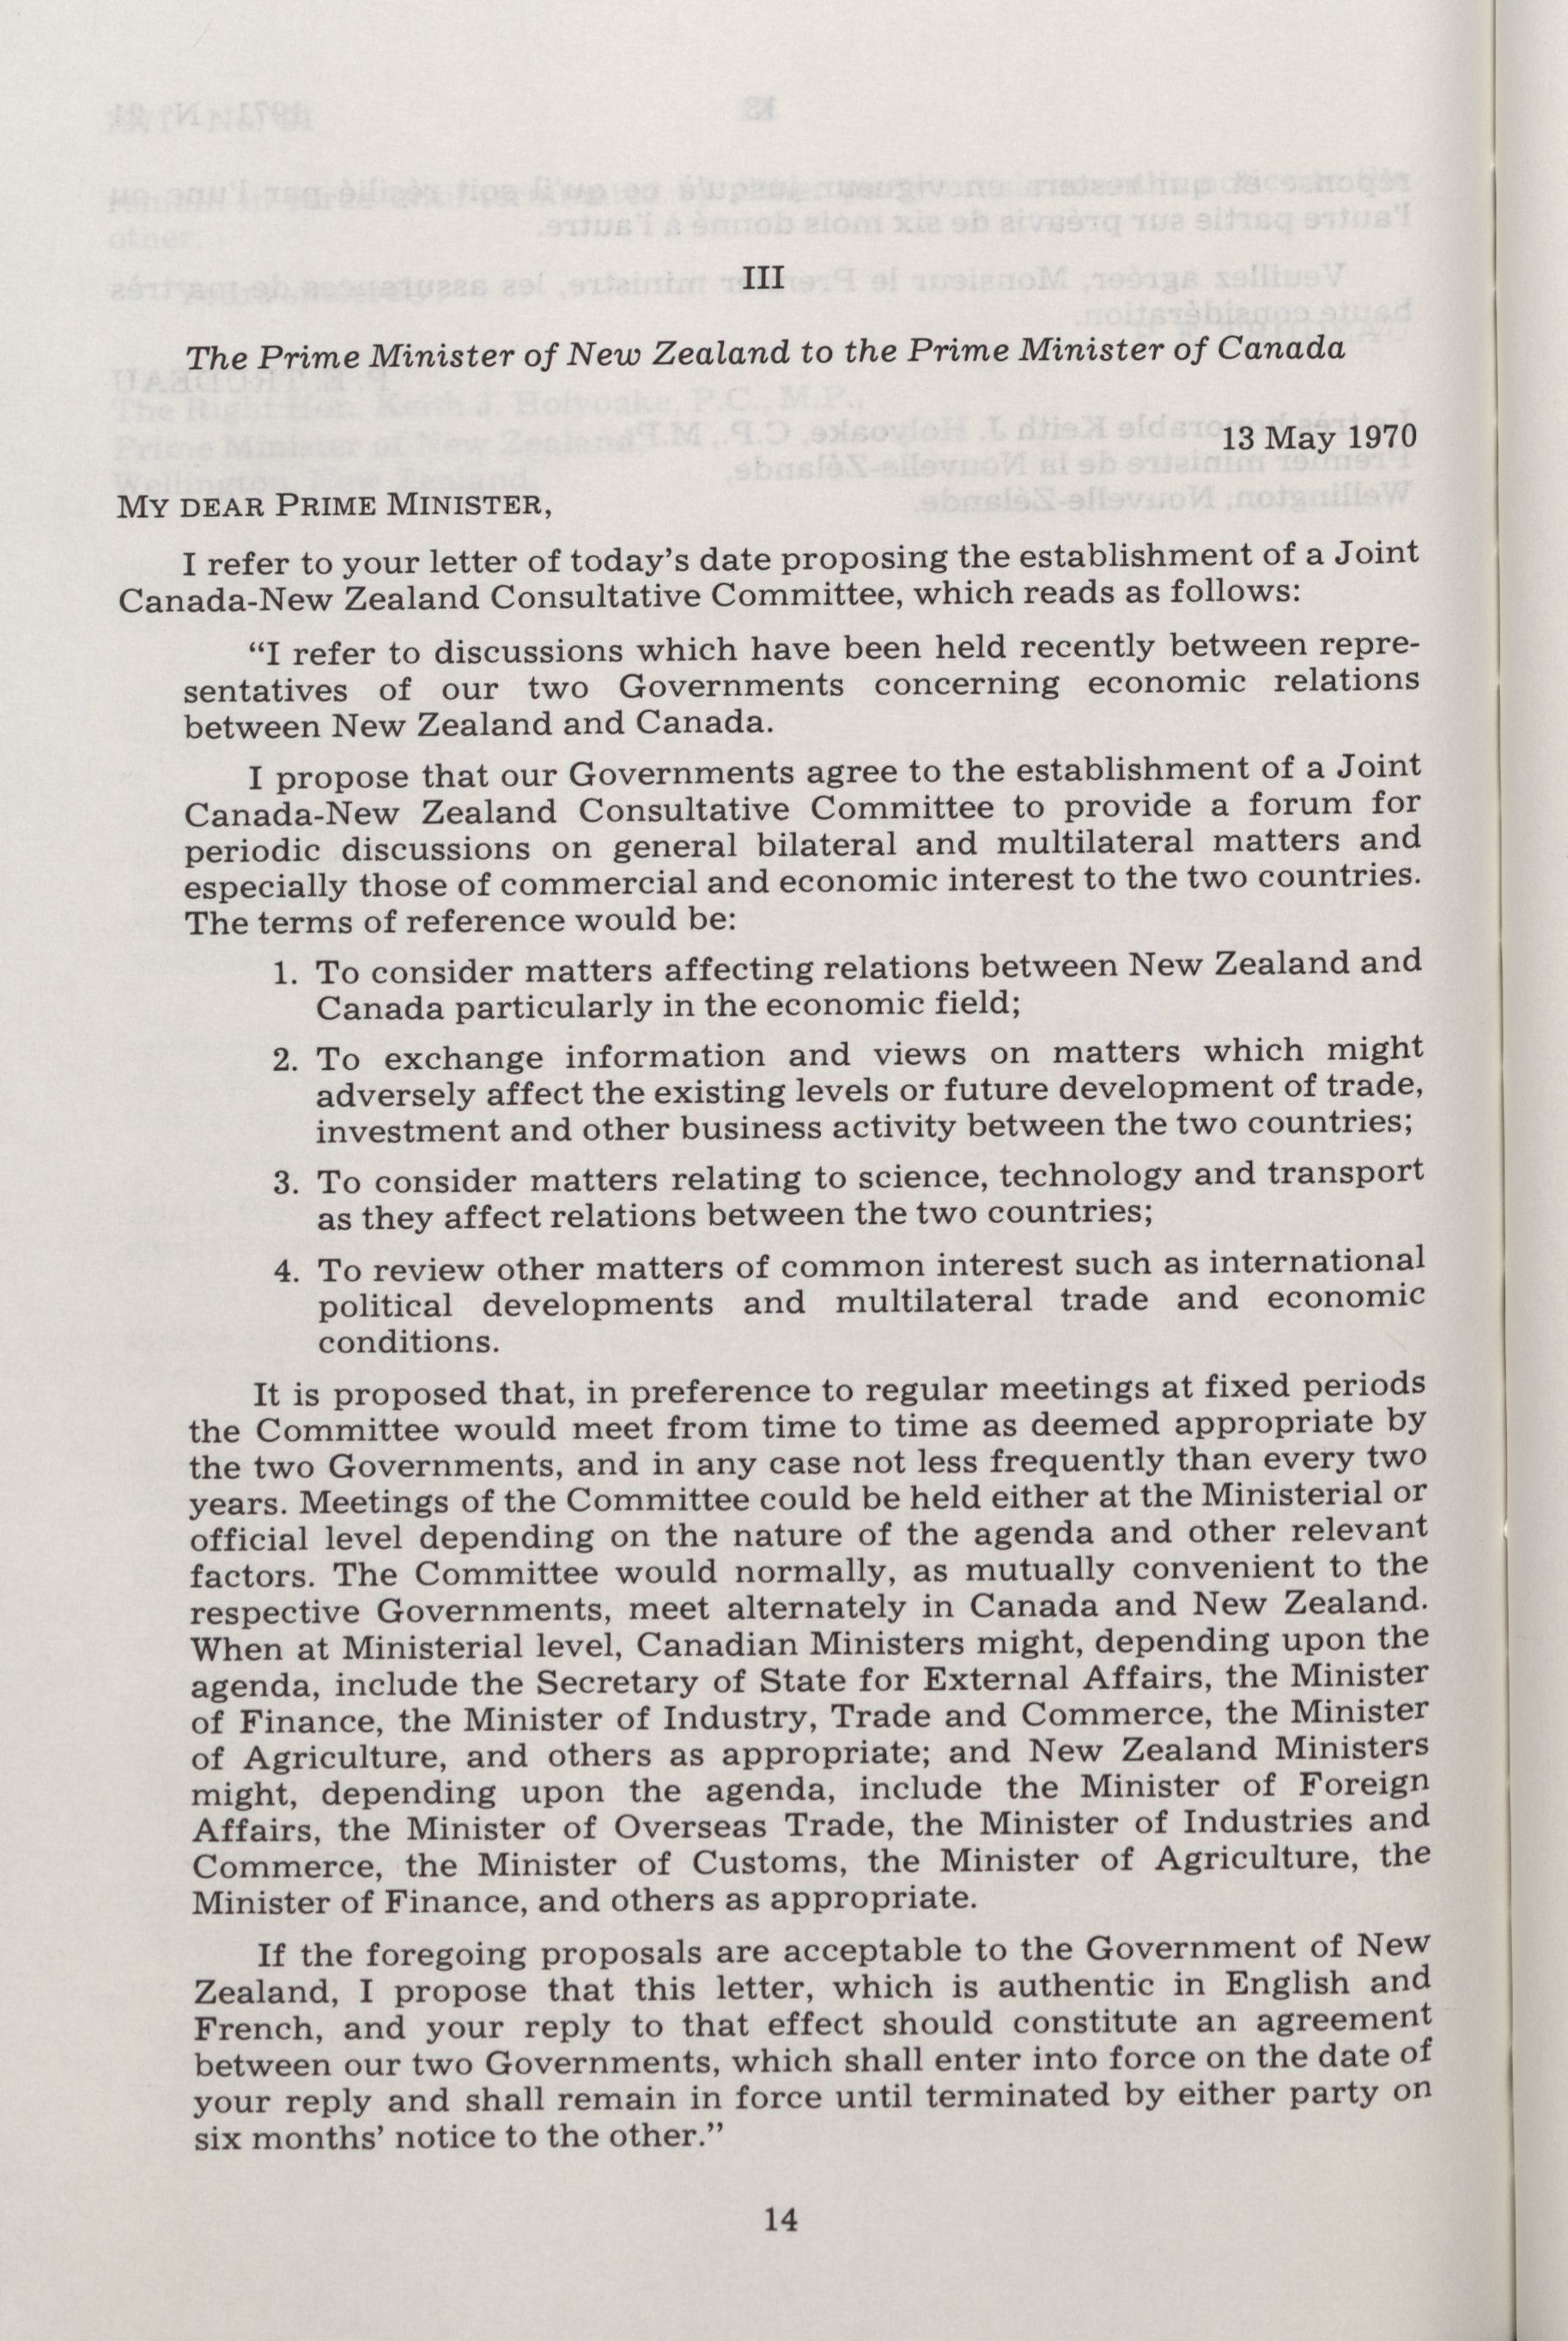 III
The Prime Minister of New Zealand to the Prime Minister of Canada
13 May 1970
MY DEAR PRIME MINISTER,
I refer to your letter of today's date proposing the establishment of a Joint
Canada-New Zealand Consultative Committee, which reads as follows:
“I refer to discussions which have been held recently between repre-
sentatives of our two Governments concerning economic relations
between New Zealand and Canada.
I propose that our Governments agree to the establishment of a Joint
Canada-New Zealand Consultative Committee to provide a forum for
periodic discussions on general bilateral and multilateral matters and
especially those of commercial and economic interest to the two countries.
The terms of reference would be:
1. To consider matters affecting relations between New Zealand and
Canada particularly in the economic field;
2. To exchange information and views on matters which might
adversely affect the existing levels or future development of trade,
investment and other business activity between the two countries;
3. To consider matters relating to science, technology and transport
as they affect relations between the two countries;
4. To review other matters of common interest such as international
political developments and multilateral trade and economic
conditions.
It is proposed that, in preference to regular meetings at fixed periods
the Committee would meet from time to time as deemed appropriate by
the two Governments, and in any case not less frequently than every two
years. Meetings of the Committee could be held either at the Ministerial or
official level depending on the nature of the agenda and other relevant
factors. The Committee would normally, as mutually convenient to the
respective Governments, meet alternately in Canada and New Zealand.
When at Ministerial level, Canadian Ministers might, depending upon the
agenda, include the Secretary of State for External Affairs, the Minister
of Finance, the Minister of Industry, Trade and Commerce, the Minister
of Agriculture, and others as appropriate; and New Zealand Ministers
might, depending upon the agenda, include the Minister of Foreign
Affairs, the Minister of Overseas Trade, the Minister of Industries and
Commerce, the Minister of Customs, the Minister of Agriculture, the
Minister of Finance, and others as appropriate.
If the foregoing proposals are acceptable to the Government of New
Zealand, I propose that this letter, which is authentic in English and
French, and your reply to that effect should constitute an agreement
between our two Governments, which shall enter into force on the date of
your reply and shall remain in force until terminated by either party on
six months’ notice to the other.”
14